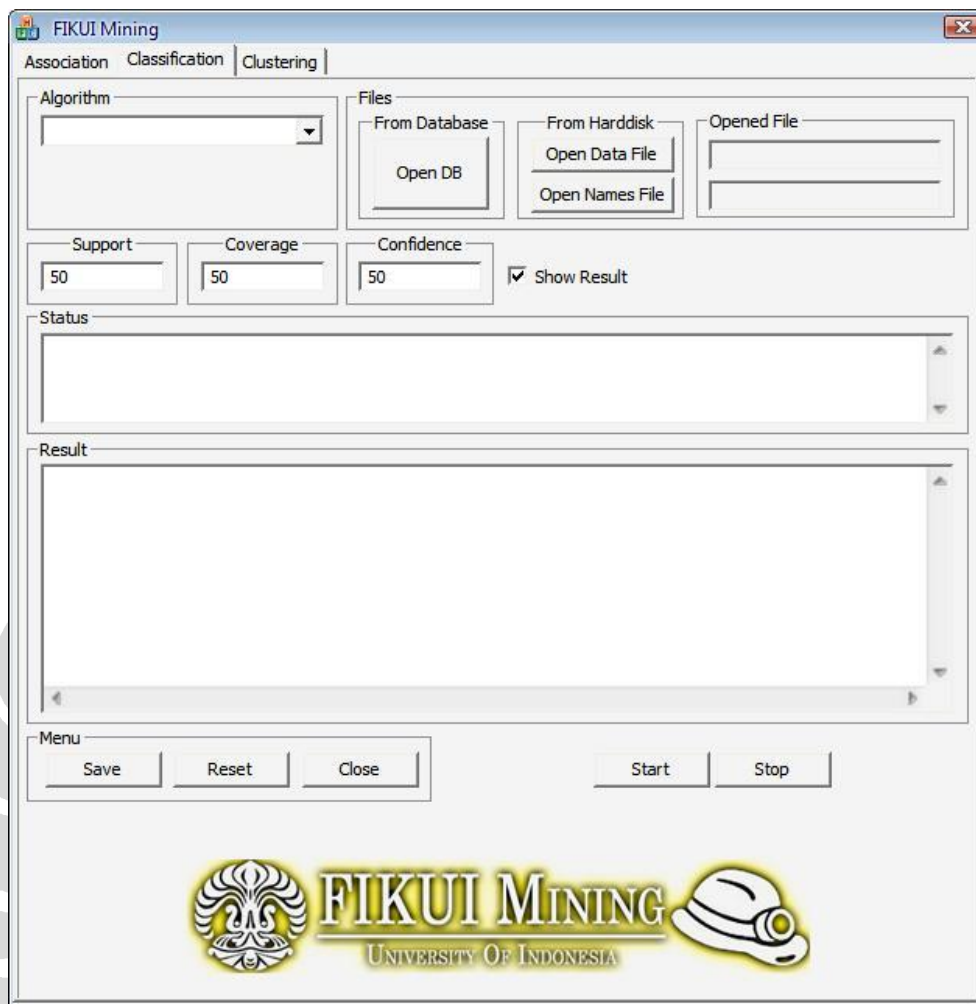 FIKUI Mining
Association Classification Clustering
Algorithm
Files
From Database
From Harddisk
Opened File
Open DB
Open Data File
Open Names File
Support
Coverage
Confidence
50
50
50
Show Result
Status
Result
Menu
Save Reset Close Start Stop
FIKUI MINING
UNIVERSITY OF INDONESIA